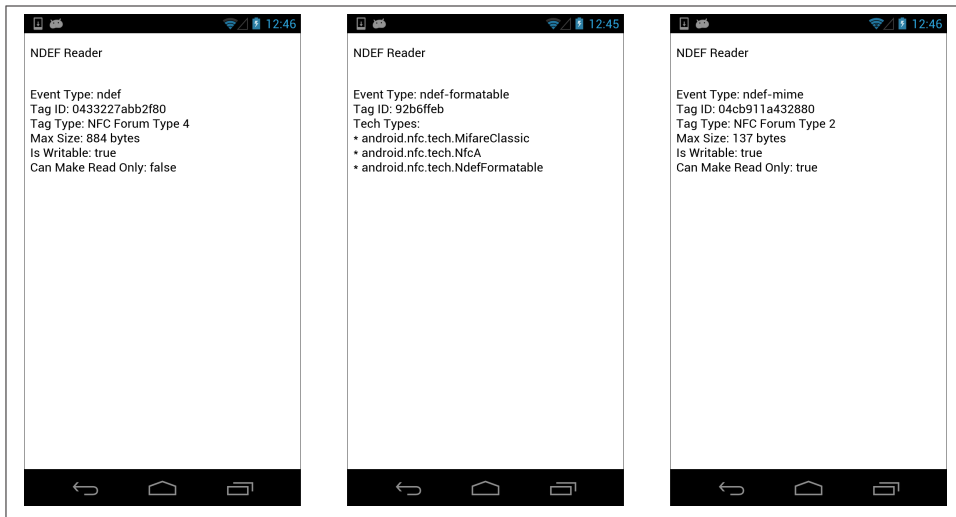 12:46
NDEF Reader
Event Type: ndef
Tag ID: 0433227abb2f80
Tag Type: NFC Forum Type 4
Max Size: 884 bytes
Is Writable: true
Can Make Read Only: false
12:45
NDEF Reader
Event Type: ndef-formatable
Tag ID: 92b6ffeb
Tech Types:
* android.nfc.tech.MifareClassic
* android.nfc.tech.NfcA
* android.nfc.tech.NdefFormatable
12:46
NDEF Reader
Event Type: ndef-mime
Tag ID: 04cb911a432880
Tag Type: NFC Forum Type 2
Max Size: 137 bytes
Is Writable: true
Can Make Read Only: true